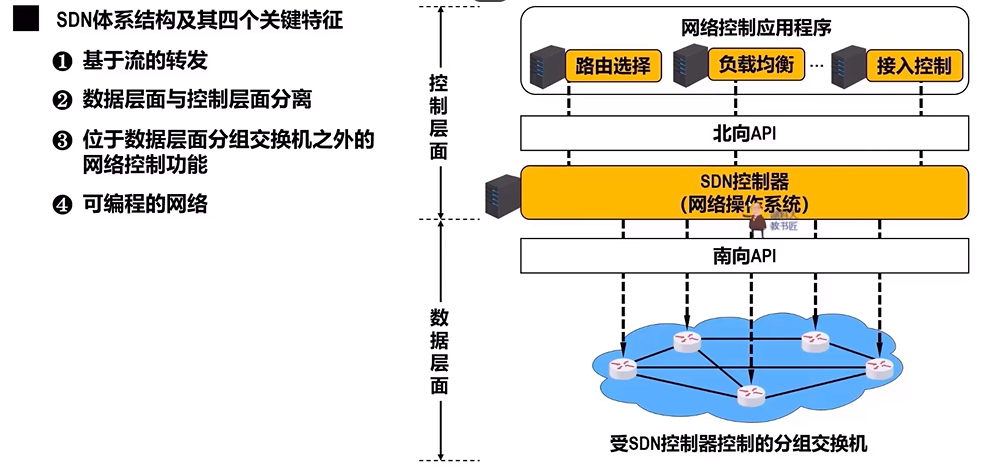 SDN体系结构及其四个关键特征
❶ 基于流的转发
❷ 数据层面与控制层面分离
❸ 位于数据层面分组交换机之外的
网络控制功能
❹ 可编程的网络
控制层面
数据层面
网络控制应用程序
路由选择
负载均衡
...
接入控制
北向API
SDN控制器
(网络操作系统)
教书匠
南向API
受SDN控制器控制的分组交换机